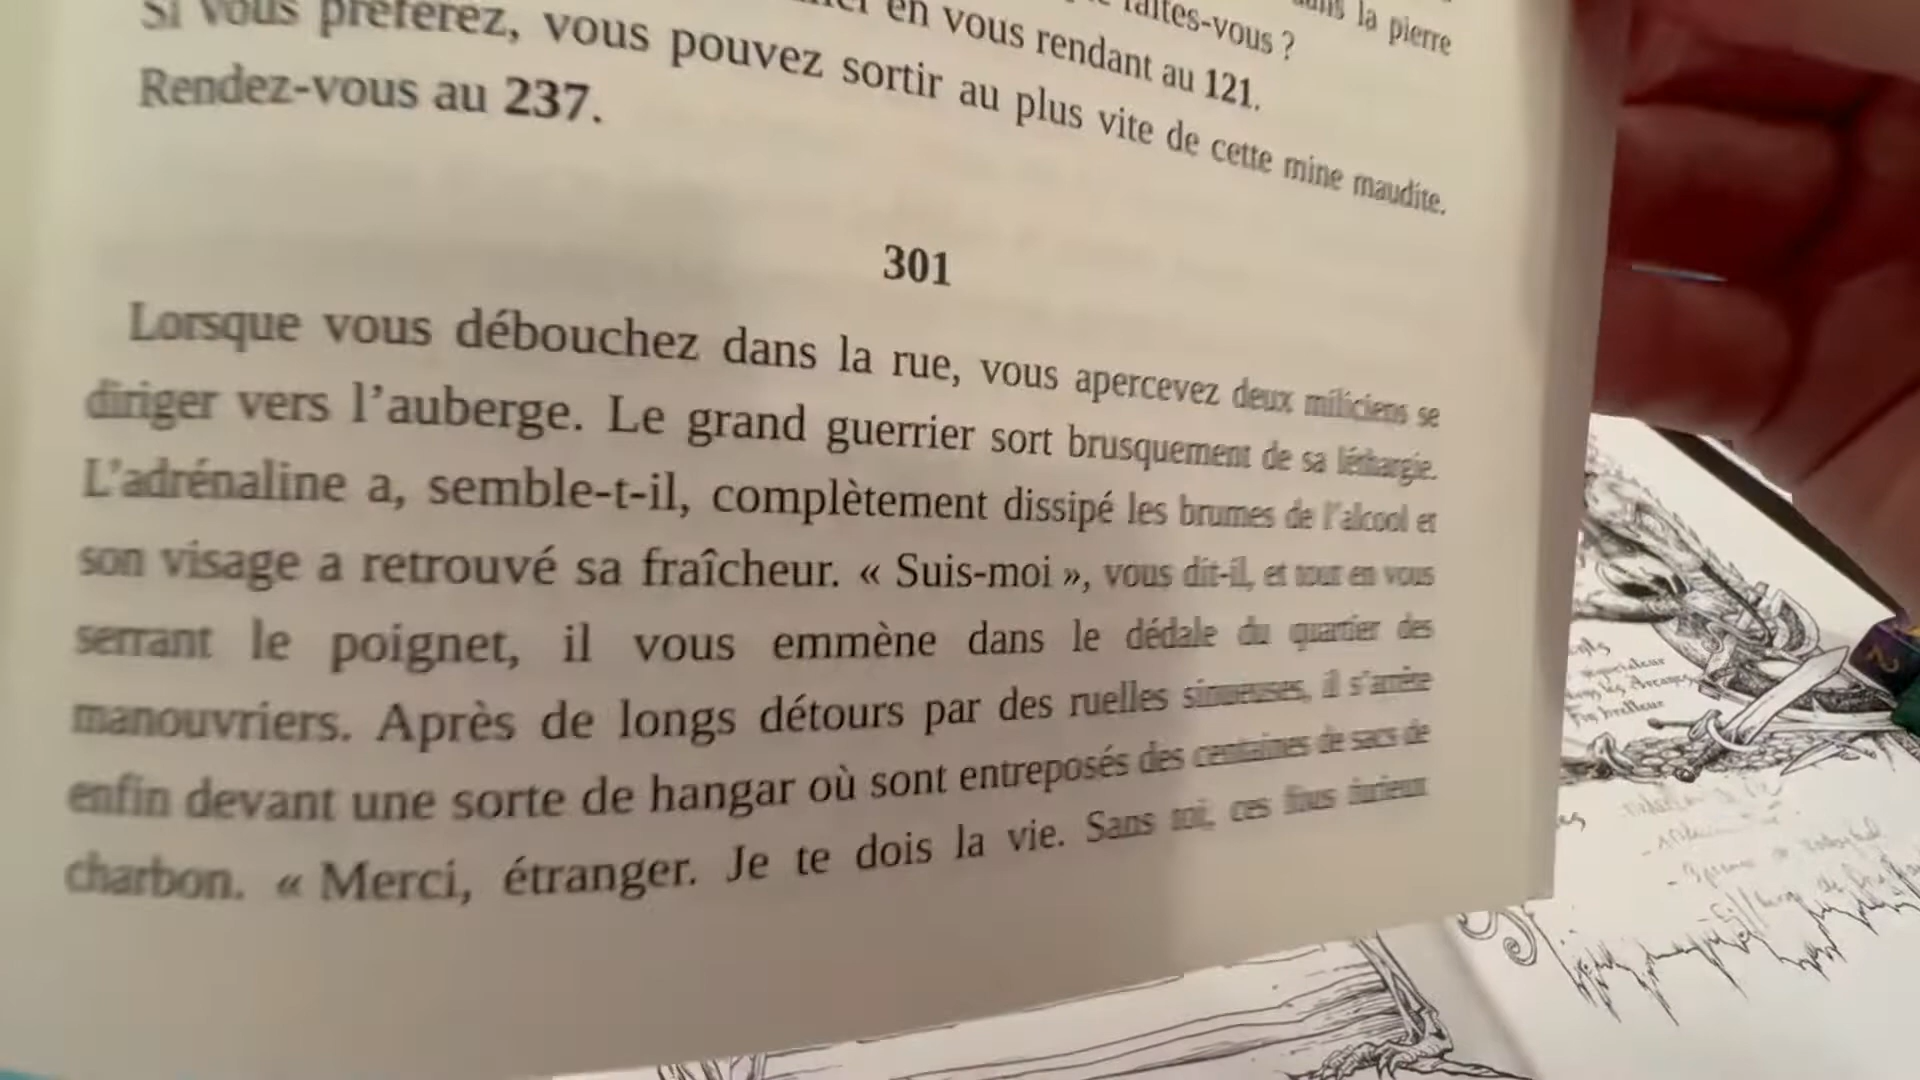 dans la pierre
faites-vous ?
en vous rendant au 121.
Si vous préférez, vous pouvez sortir au plus vite de cette mine maudite.
Rendez-vous au 237.
301
Lorsque vous débouchez dans la rue, vous apercevez deux miliciens se
diriger vers l’auberge. Le grand guerrier sort brusquement de sa léthargie.
L’adrénaline a, semble-t-il, complètement dissipé les brumes de l’alcool et
son visage a retrouvé sa fraîcheur. « Suis-moi », vous dit-il, et tout en vous
serrant le poignet, il vous emmène dans le dédale du quartier des
manouvriers. Après de longs détours par des ruelles sinueuses, il s’arrête
enfin devant une sorte de hangar où sont entreposés des centaines de sacs de
charbon. « Merci, étranger. Je te dois la vie. Sans toi, ces fous furieux